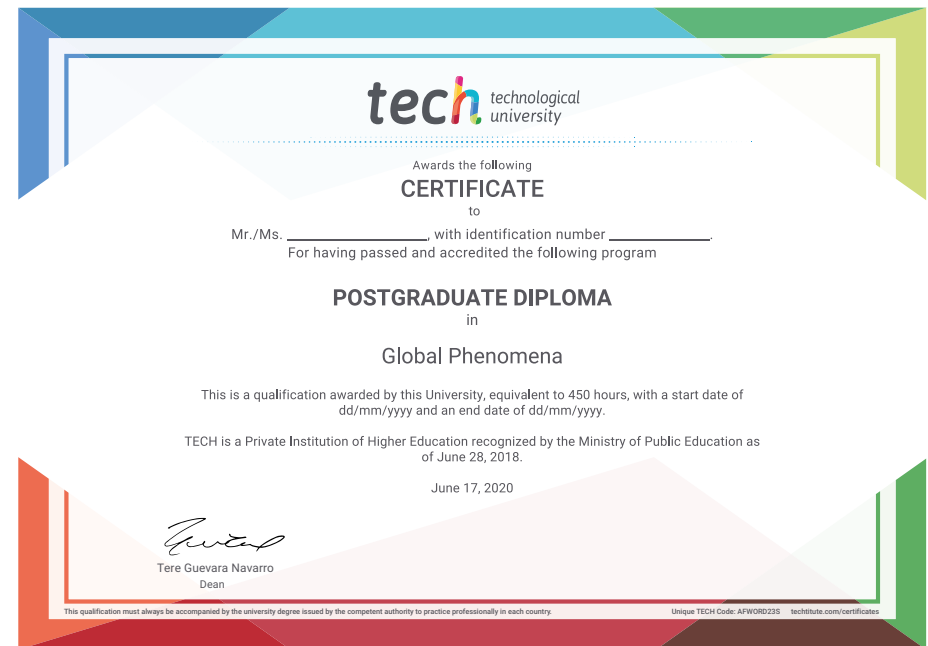 tech technological
university
Awards the following
CERTIFICATE
to
Mr./Ms. ____________________, with identification number ______________.
For having passed and accredited the following program
POSTGRADUATE DIPLOMA
in
Global Phenomena
This is a qualification awarded by this University, equivalent to 450 hours, with a start date of
dd/mm/yyyy and an end date of dd/mm/yyyy.
TECH is a Private Institution of Higher Education recognized by the Ministry of Public Education as
of June 28, 2018.
June 17, 2020
Tere Guevara Navarro
Dean
This qualification must always be accompanied by the university degree issued by the competent authority to practice professionally in each country. Unique TECH Code: AFWORD23S techtitute.com/certificates